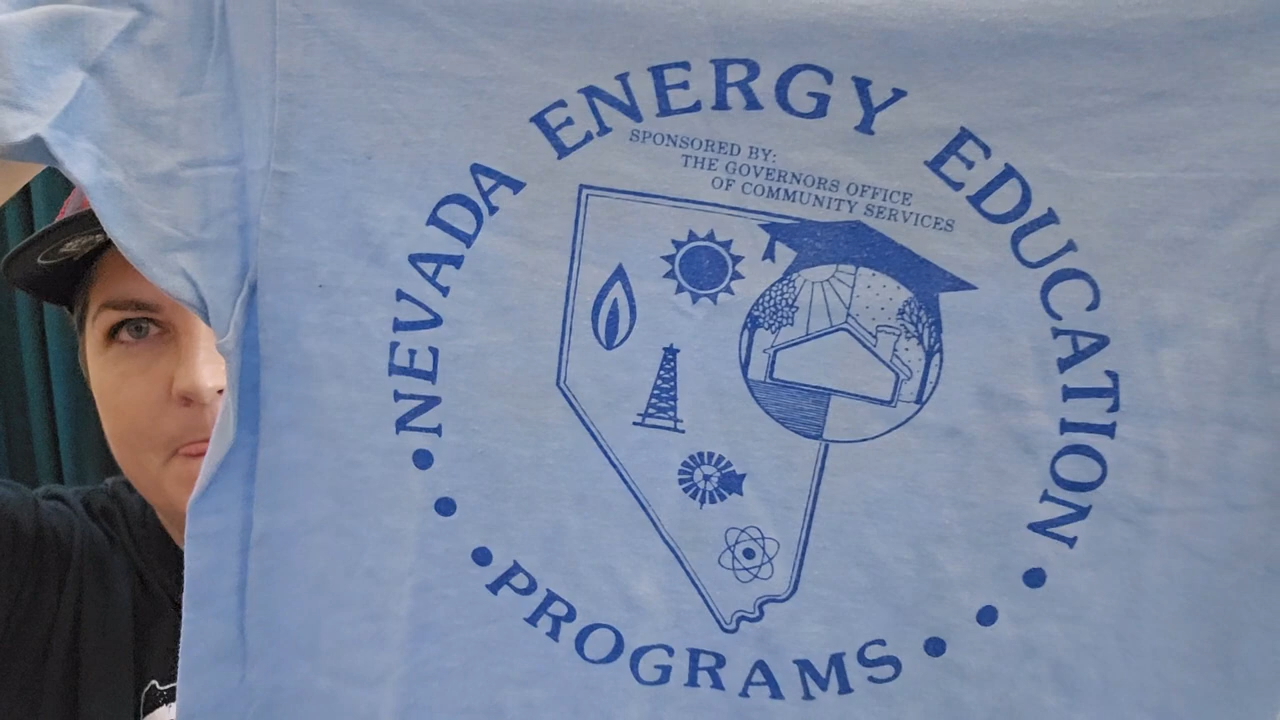 NEVADA ENERGY EDUCATION
SPONSORED BY:
THE GOVERNORS OFFICE
OF COMMUNITY SERVICES
PROGRAMS